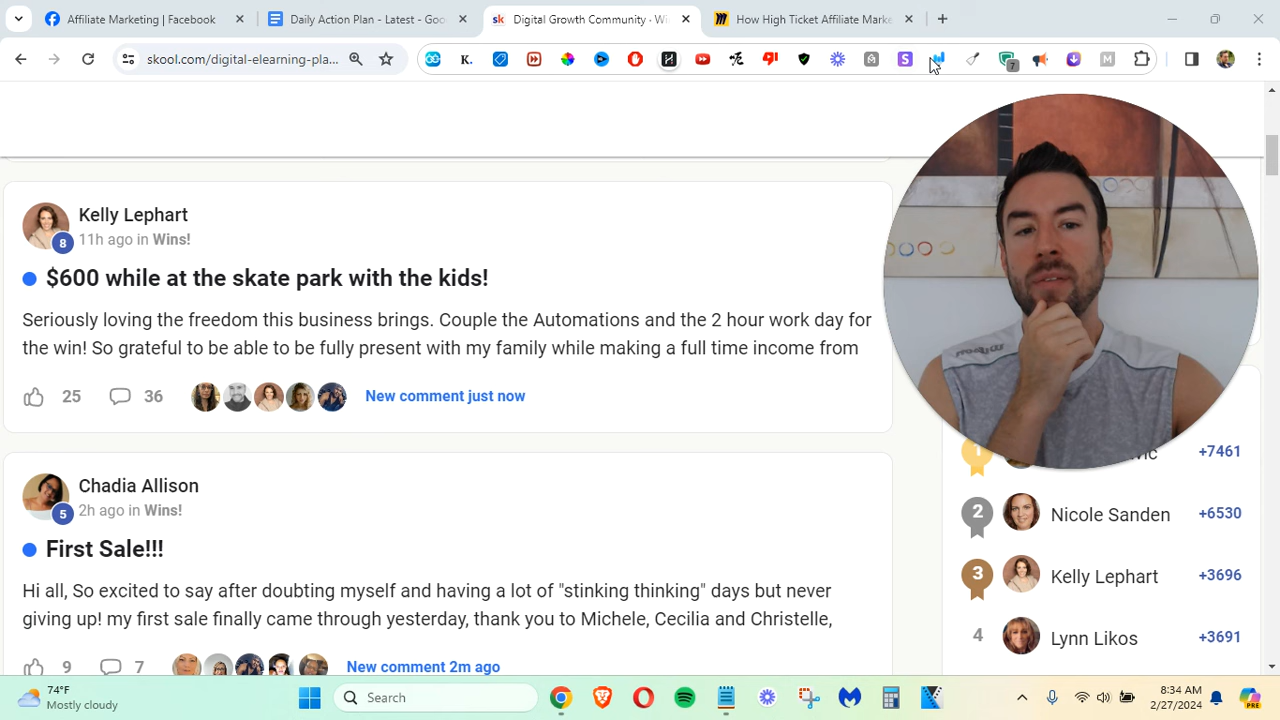 Affiliate Marketing | Facebook
Daily Action Plan - Latest - Goo
sk Digital Growth Community · Wi
How High Ticket Affiliate Marke
skool.com/digital-elearning-pla...
7
Kelly Lephart
8
11h ago in Wins!
$600 while at the skate park with the kids!
Seriously loving the freedom this business brings. Couple the Automations and the 2 hour work day for
the win! So grateful to be able to be fully present with my family while making a full time income from
25 36 New comment just now
Chadia Allison
5
2h ago in Wins!
First Sale!!!
Hi all, So excited to say after doubting myself and having a lot of "stinking thinking" days but never
giving up! my first sale finally came through yesterday, thank you to Michele, Cecilia and Christelle,
9 7 New comment 2m ago
1 +7461
2 Nicole Sanden +6530
3 Kelly Lephart +3696
4 Lynn Likos +3691
74°F
Mostly cloudy
Search
8:34 AM
2/27/2024
PRE